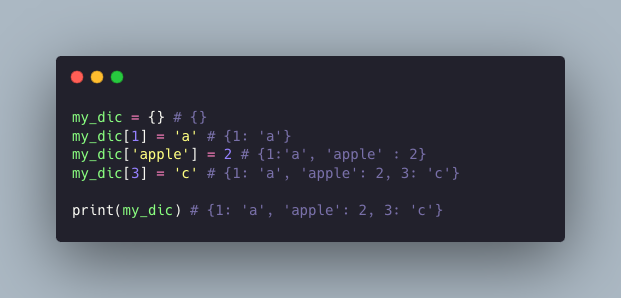 my_dic = {} # {}
my_dic[1] = 'a' # {1: 'a'}
my_dic['apple'] = 2 # {1:'a', 'apple' : 2}
my_dic[3] = 'c' # {1: 'a', 'apple': 2, 3: 'c'}
print(my_dic) # {1: 'a', 'apple': 2, 3: 'c'}